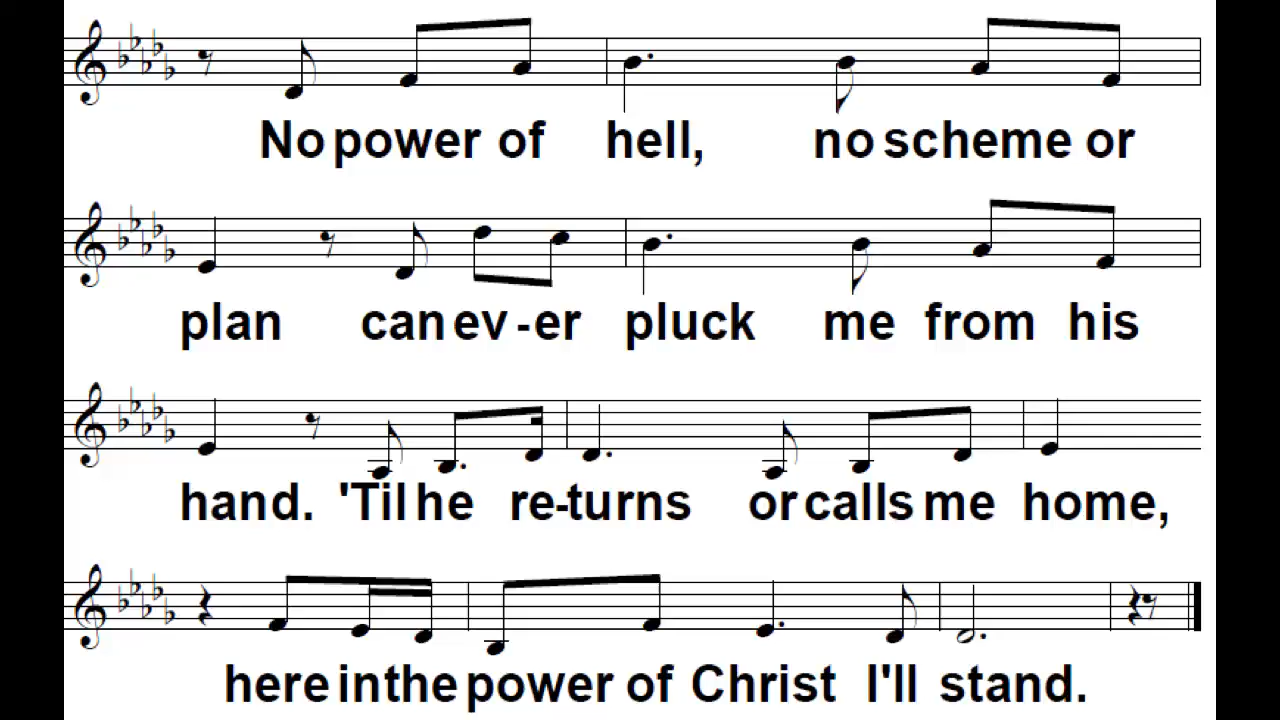 No power of hell, no scheme or
plan can ev - er pluck me from his
hand. 'Til he re-turns or calls me home,
here in the power of Christ I'll stand.